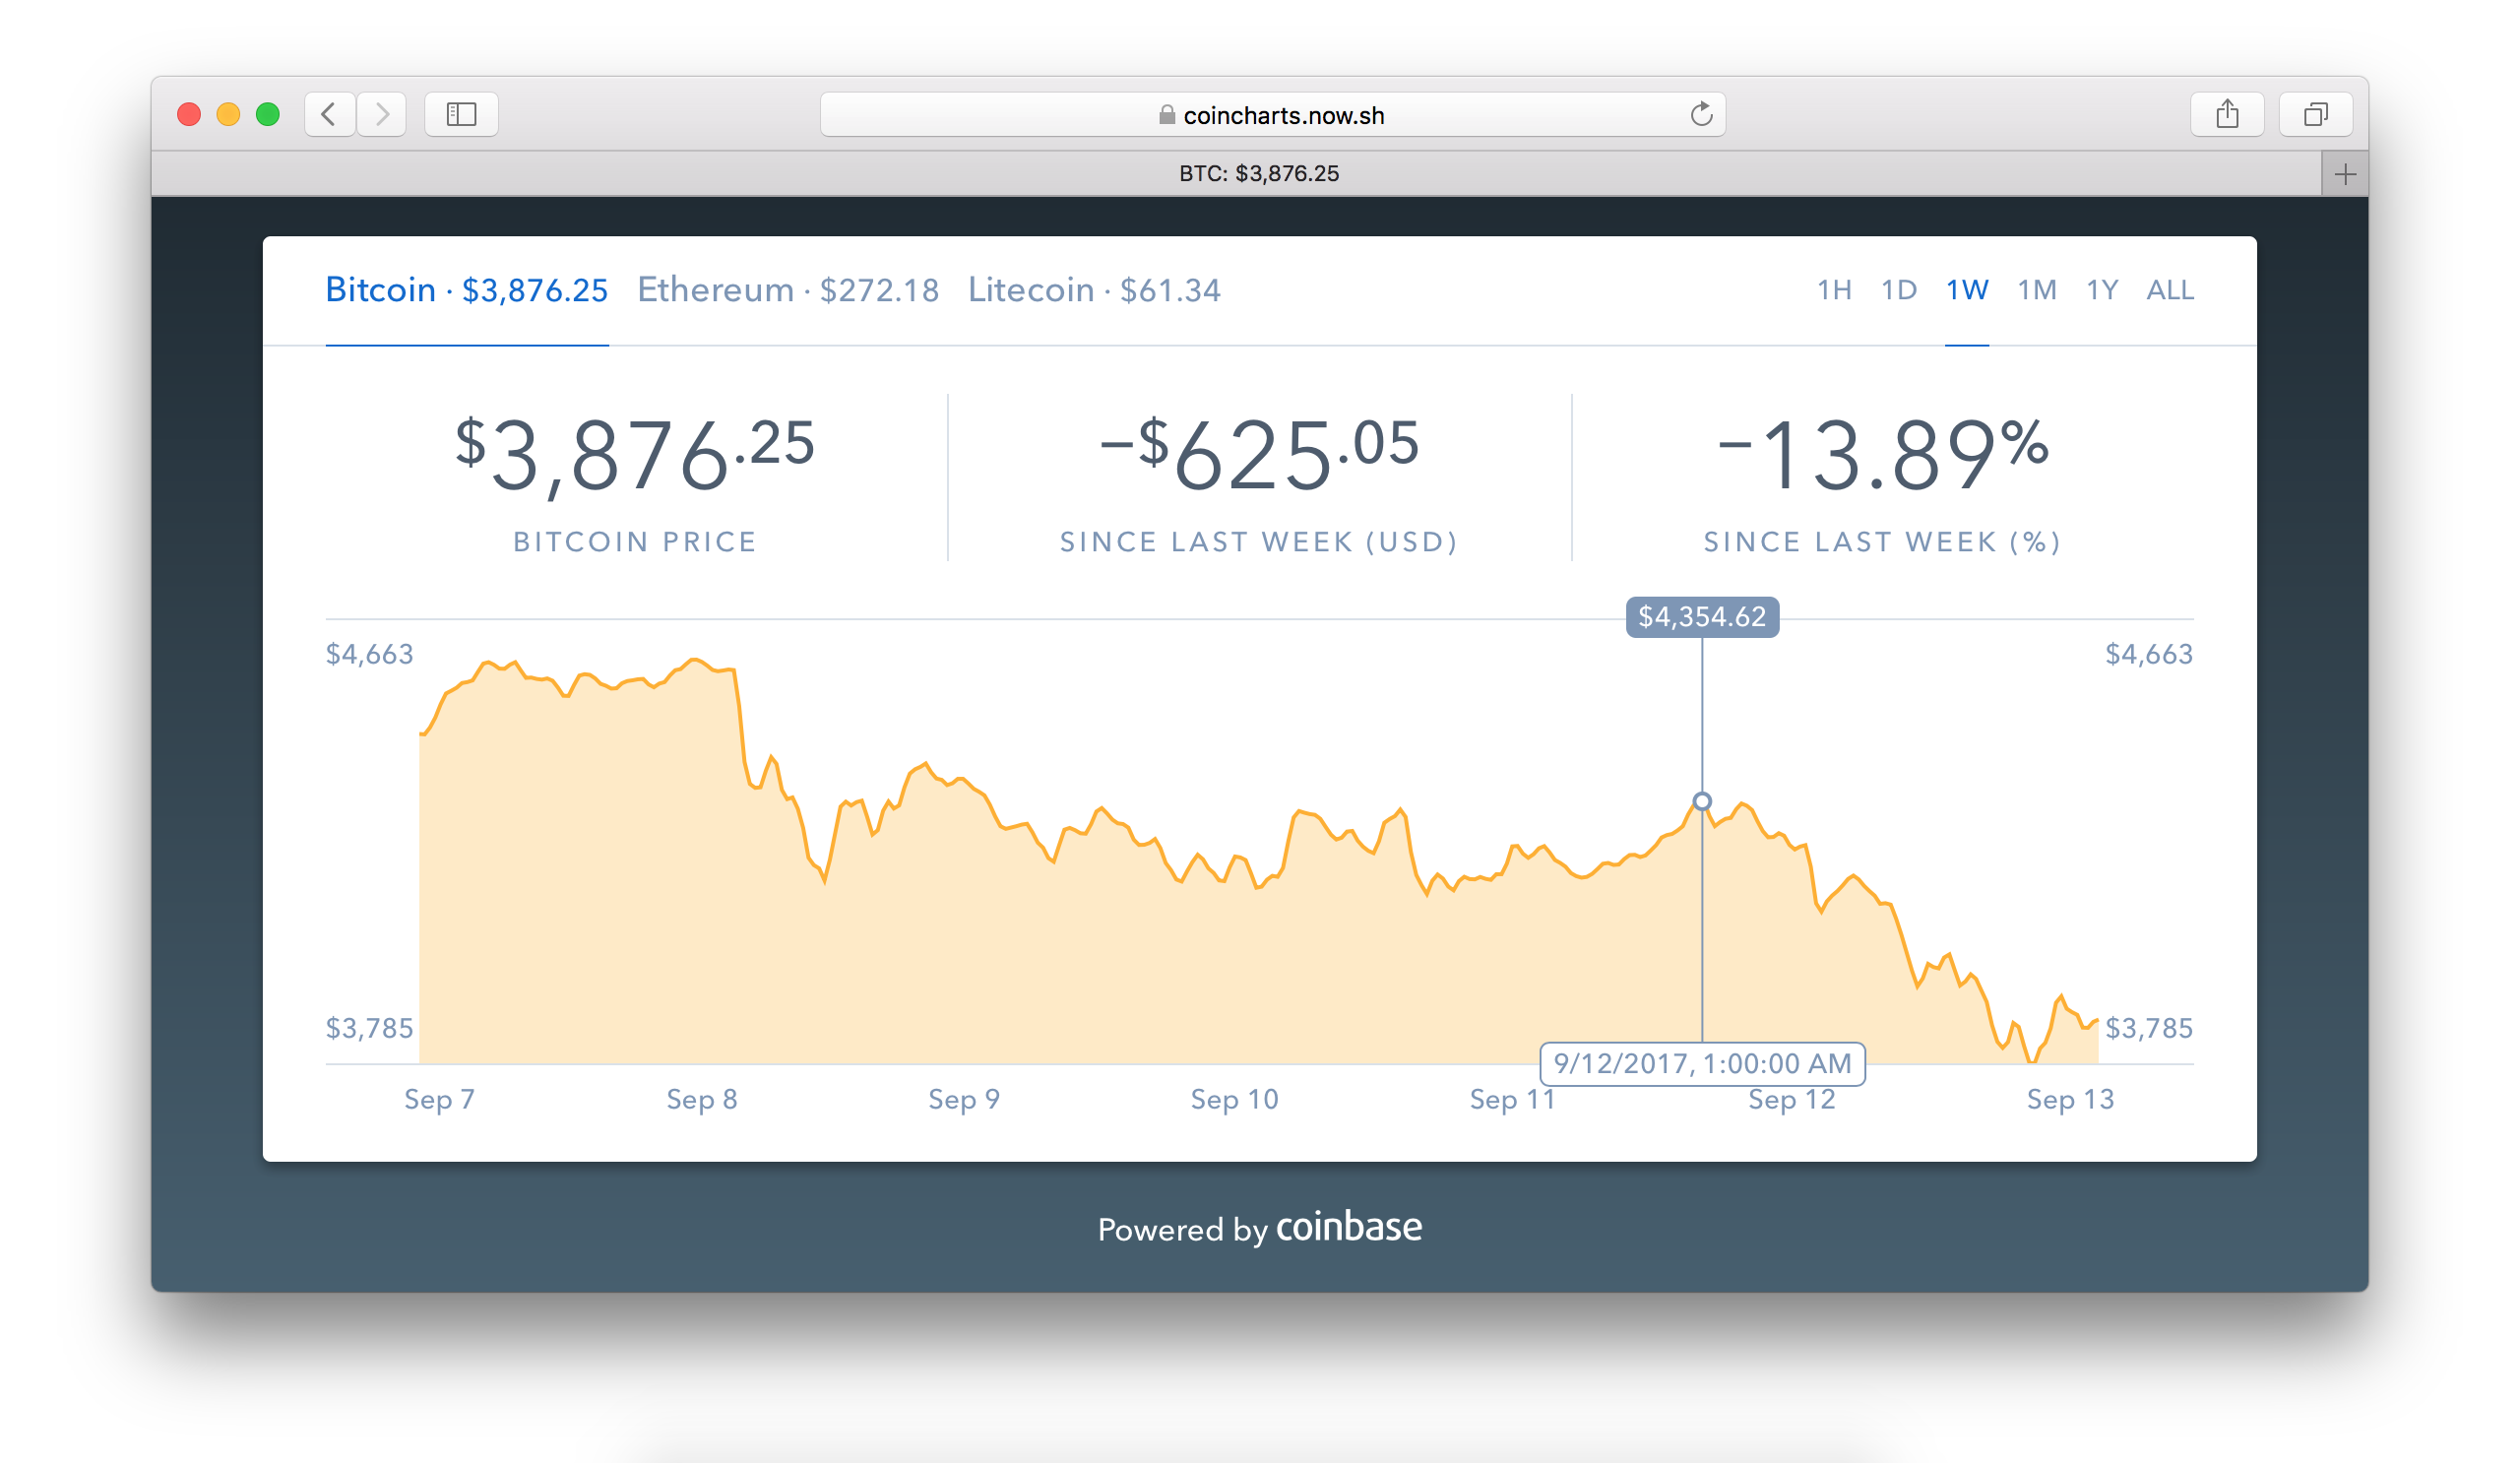 coincharts.now.sh
BTC: $3,876.25
Bitcoin · $3,876.25 Ethereum · $272.18 Litecoin · $61.34 1H 1D 1W 1M 1Y ALL
$3,876.25 −$625.05 −13.89%
BITCOIN PRICE SINCE LAST WEEK (USD) SINCE LAST WEEK (%)
$4,354.62
$4,663 $4,663
$3,785 $3,785
9/12/2017, 1:00:00 AM
Sep 7 Sep 8 Sep 9 Sep 10 Sep 11 Sep 12 Sep 13
Powered by coinbase